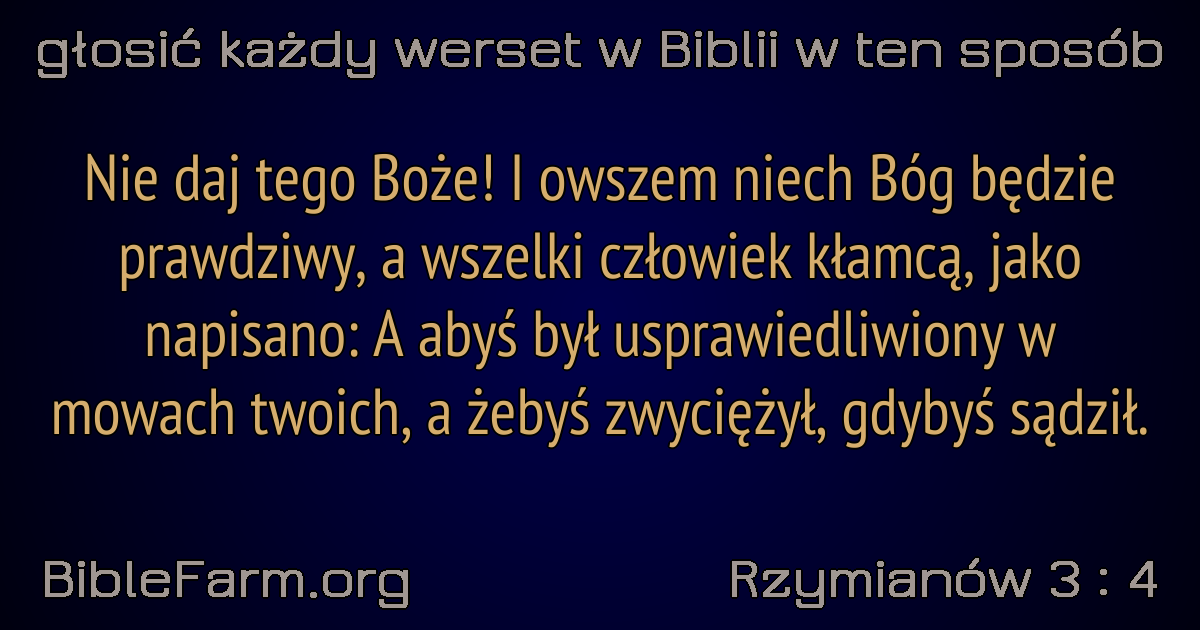 głosić każdy werset w Biblii w ten sposób
Nie daj tego Boże! I owszem niech Bóg będzie
prawdziwy, a wszelki człowiek kłamcą, jako
napisano: A abyś był usprawiedliwiony w
mowach twoich, a żebyś zwyciężył, gdybyś sądził.
BibleFarm.org
Rzymianów 3 : 4